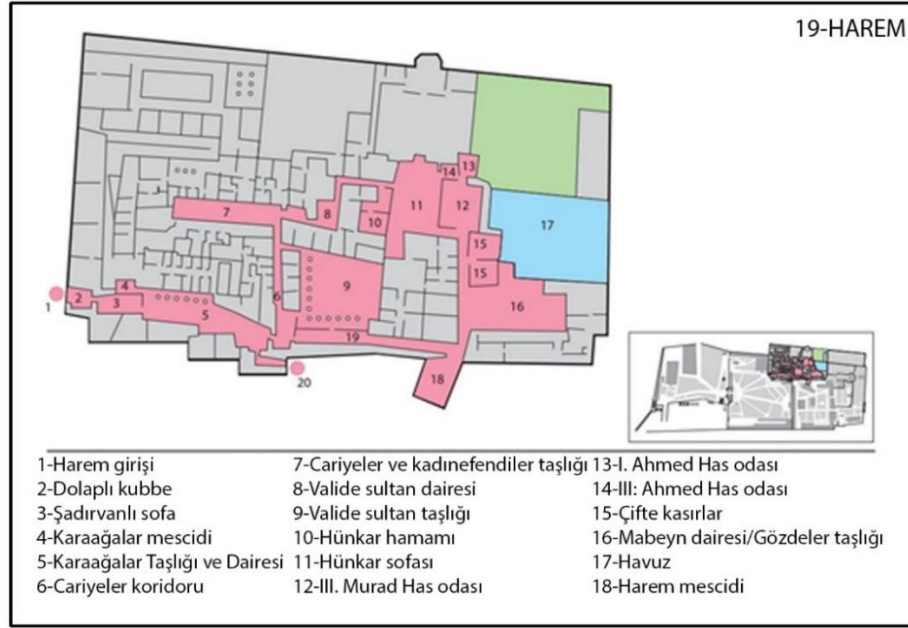 19-HAREM
13
14
11
12
7
8
10
17
15
15
9
4
2
3
1
6
5
16
19
20
18
1-Harem girişi
2-Dolaplı kubbe
3-Şadırvanlı sofa
4-Karaağalar mescidi
5-Karaağalar Taşlığı ve Dairesi
6-Cariyeler koridoru
7-Cariyeler ve kadınefendiler taşlığı
8-Valide sultan dairesi
9-Valide sultan taşlığı
10-Hünkar hamamı
11-Hünkar sofası
12-III. Murad Has odası
13-I. Ahmed Has odası
14-III: Ahmed Has odası
15-Çifte kasırlar
16-Mabeyn dairesi/Gözdeler taşlığı
17-Havuz
18-Harem mescidi